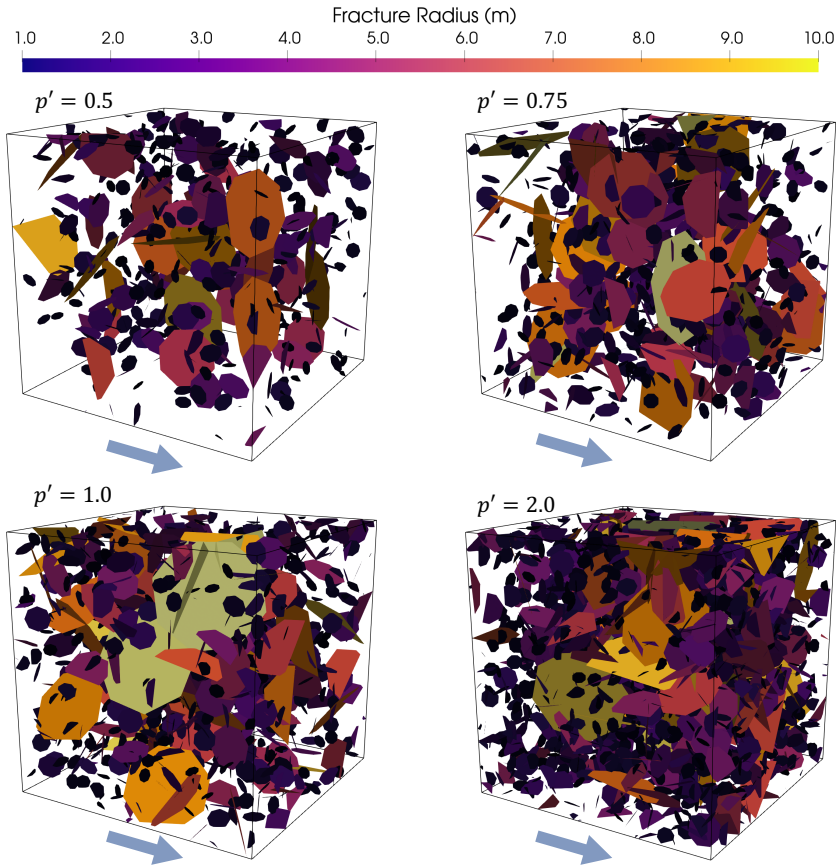 Fracture Radius (m)
1.0 2.0 3.0 4.0 5.0 6.0 7.0 8.0 9.0 10.0
p′ = 0.5
p′ = 0.75
p′ = 1.0
p′ = 2.0